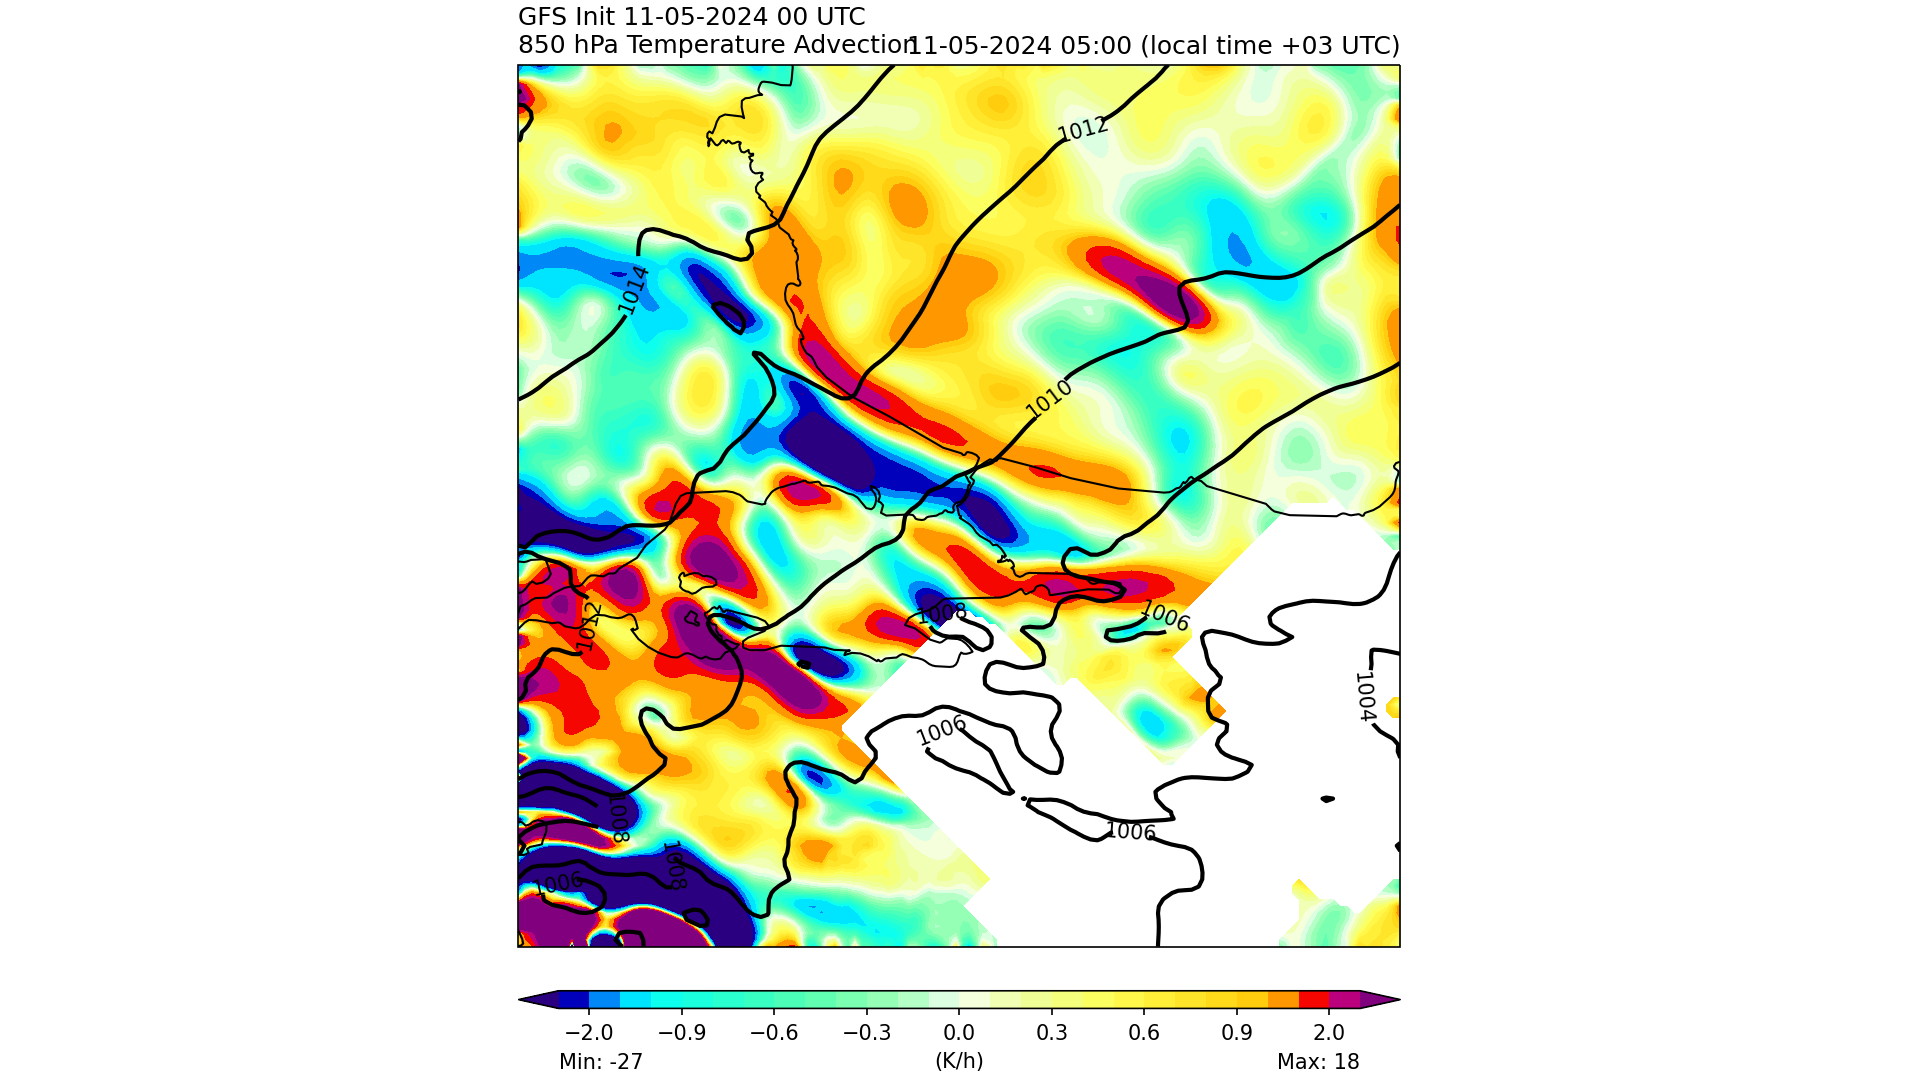 GFS Init 11-05-2024 00 UTC
850 hPa Temperature Advection
11-05-2024 05:00 (local time +03 UTC)
1012
1014
1010
1012
1008
1006
1004
1006
1008
1006
1008
1006
−2.0 −0.9 −0.6 −0.3 0.0 0.3 0.6 0.9 2.0
Min: -27 (K/h) Max: 18